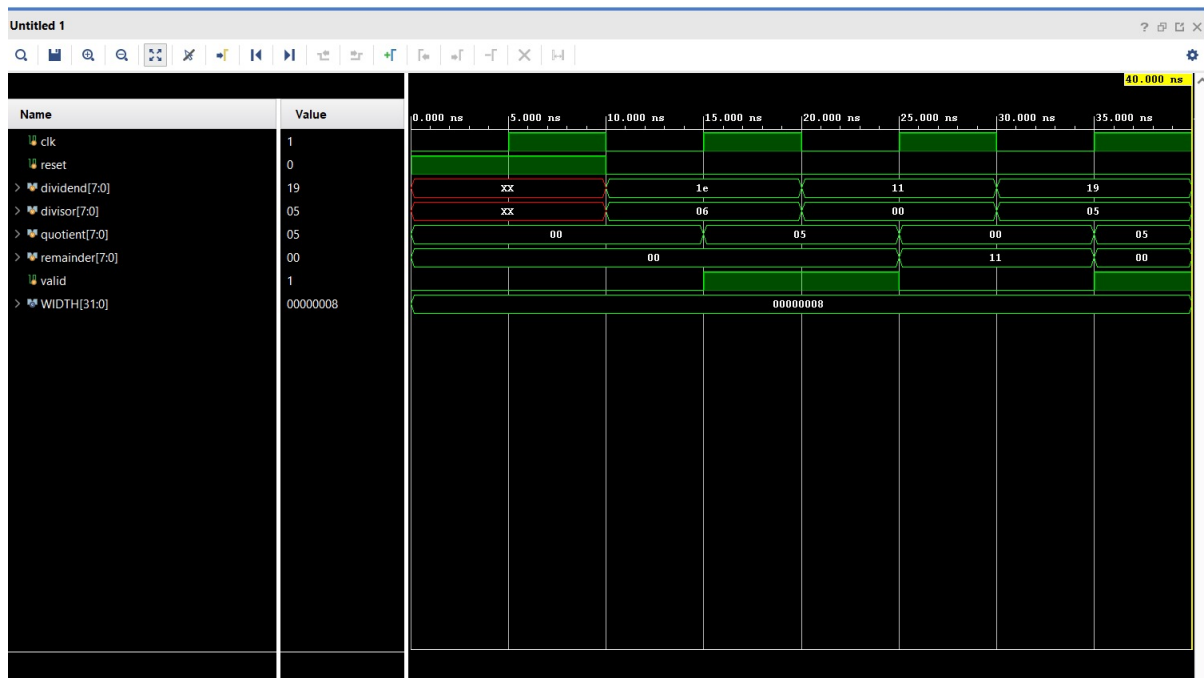 Untitled 1
40.000 ns
Name Value
0.000 ns 5.000 ns 10.000 ns 15.000 ns 20.000 ns 25.000 ns 30.000 ns 35.000 ns
clk 1
reset 0
dividend[7:0] 19 XX 1e 11 19
divisor[7:0] 05 XX 06 00 05
quotient[7:0] 05 00 05 00 05
remainder[7:0] 00 00 11 00
valid 1
WIDTH[31:0] 00000008 00000008